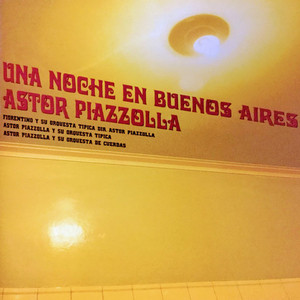 UNA NOCHE EN BUENOS AIRES
ASTOR PIAZZOLLA
FIORENTINO Y SU ORQUESTA TIPICA DIR. ASTOR PIAZZOLLA
ASTOR PIAZZOLLA Y SU ORQUESTA TIPICA
ASTOR PIAZZOLLA Y SU ORQUESTA DE CUERDAS